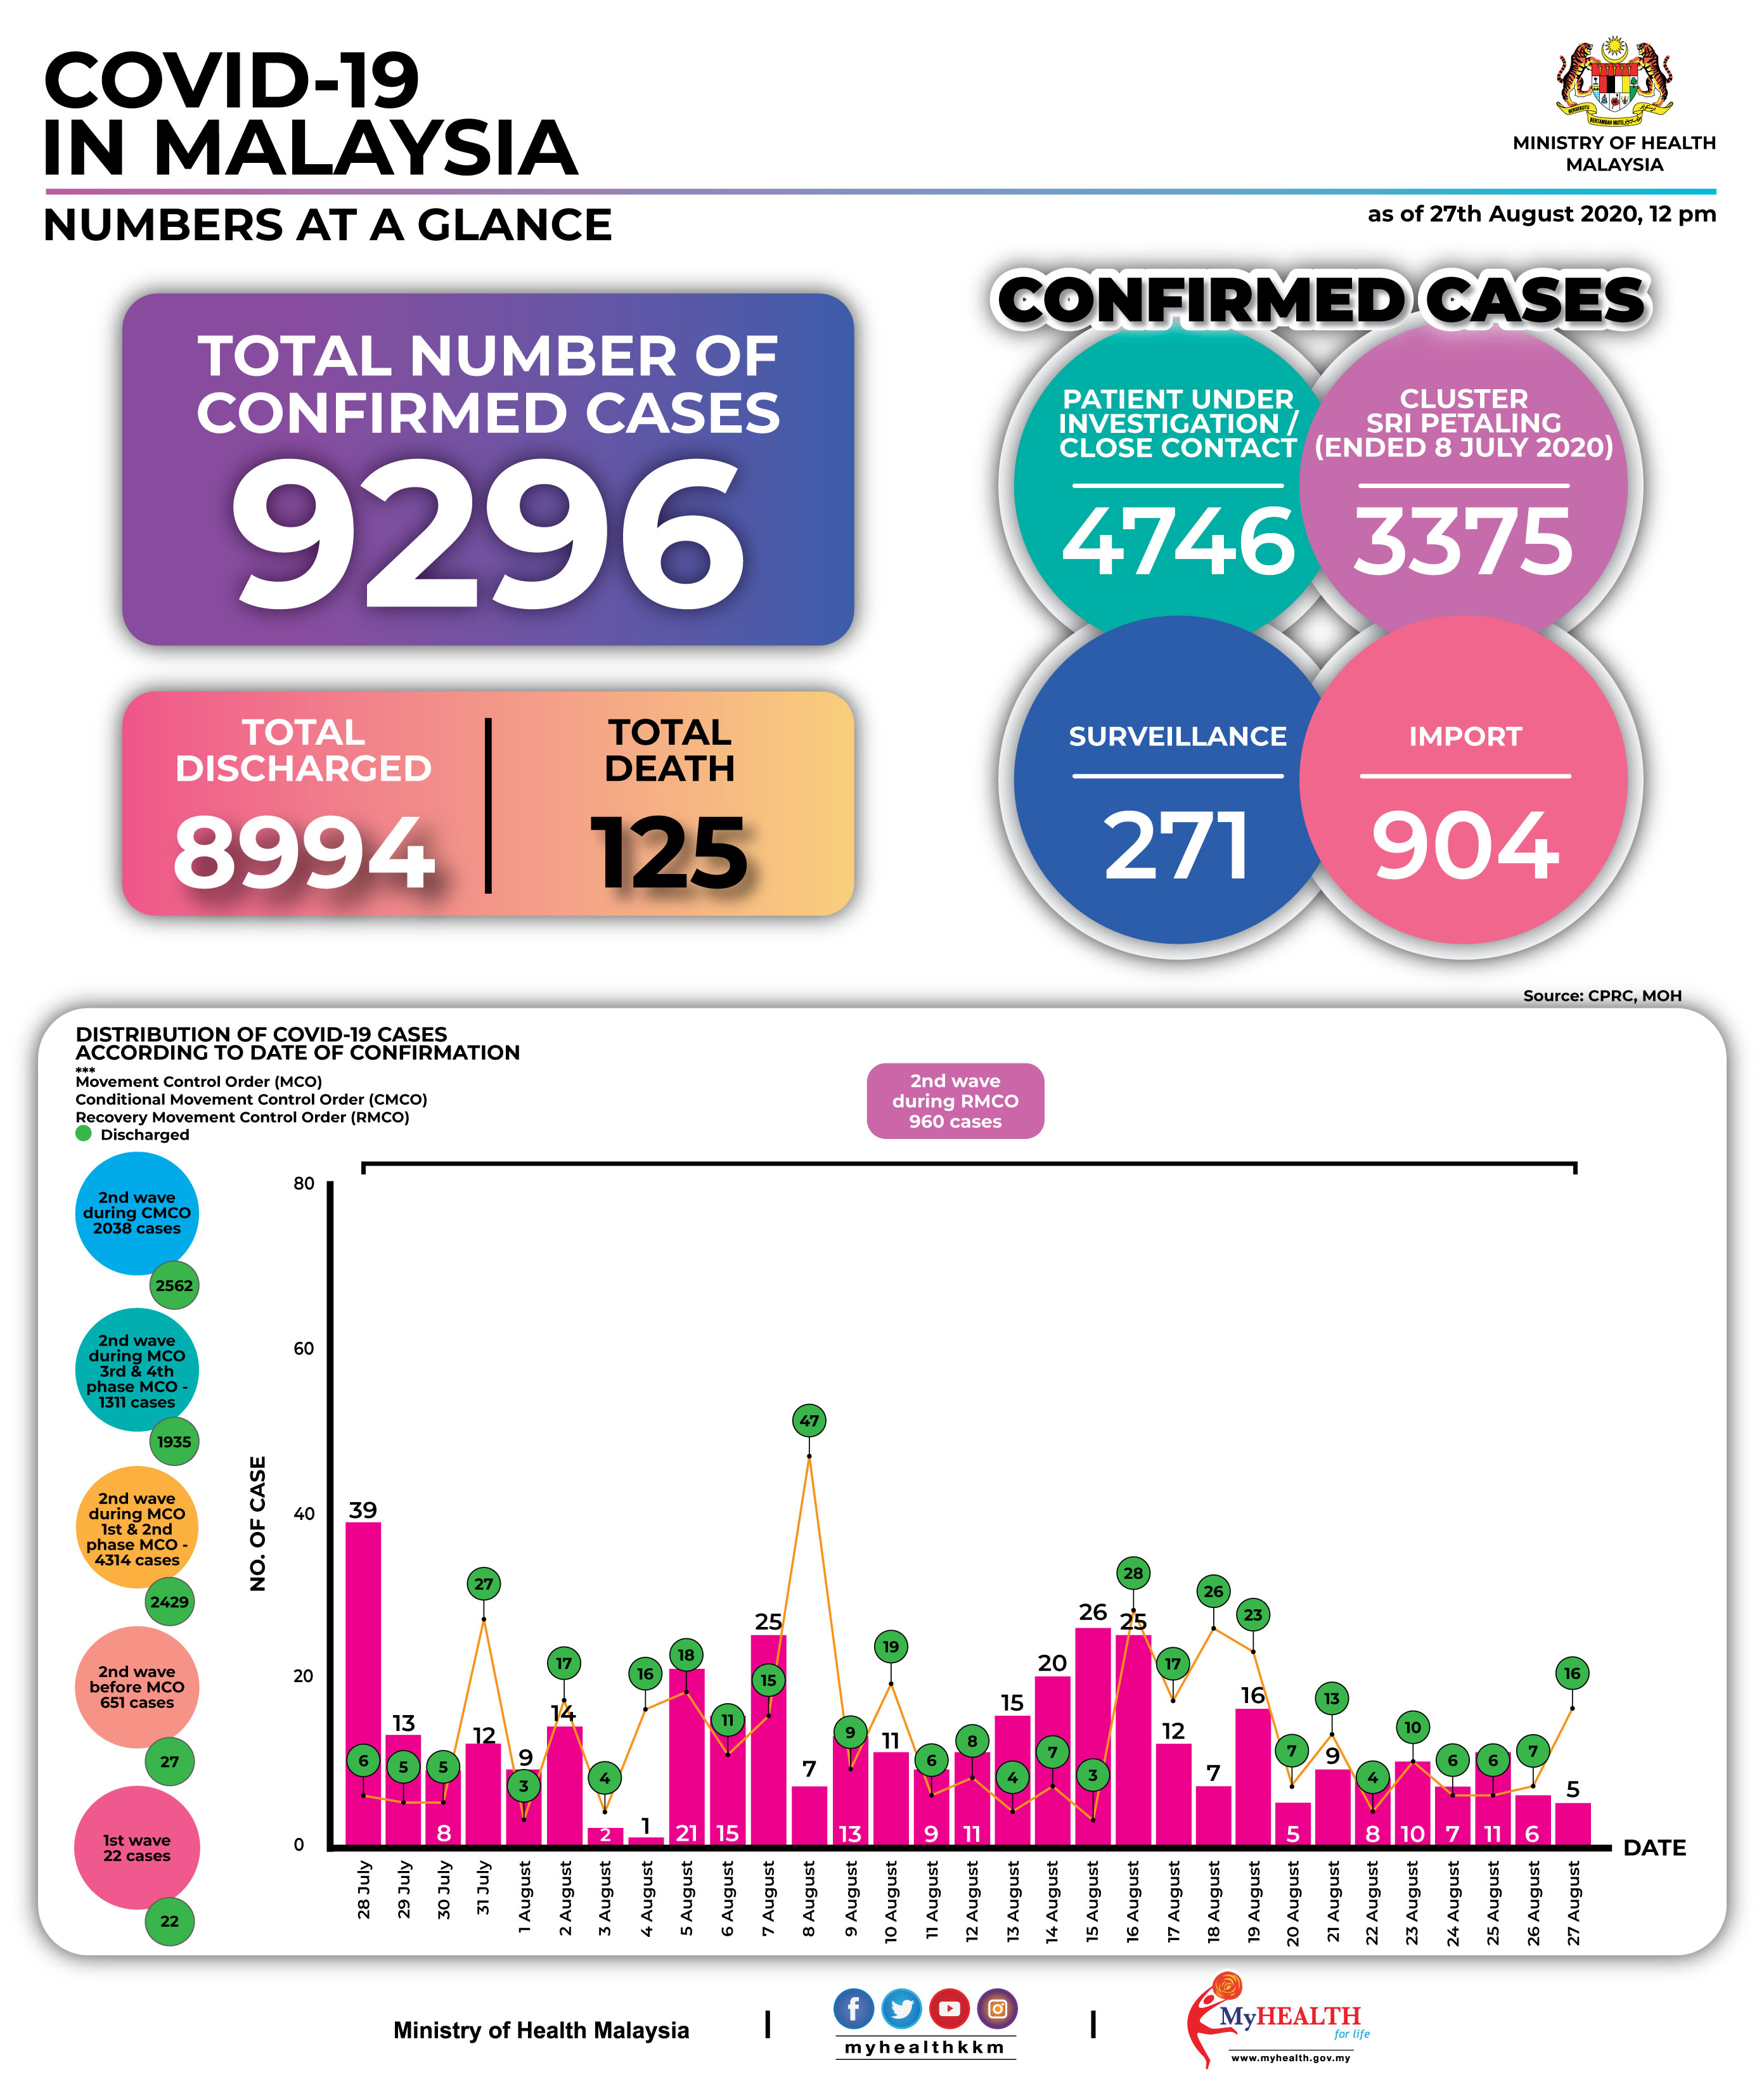 COVID-19
IN MALAYSIA
NUMBERS AT A GLANCE
MINISTRY OF HEALTH
MALAYSIA
as of 27th August 2020, 12 pm
TOTAL NUMBER OF
CONFIRMED CASES
9296
TOTAL
DISCHARGED
8994
TOTAL
DEATH
125
CONFIRMED CASES
PATIENT UNDER
INVESTIGATION /
CLOSE CONTACT
4746
CLUSTER
SRI PETALING
(ENDED 8 JULY 2020)
3375
SURVEILLANCE
271
IMPORT
904
Source: CPRC, MOH
DISTRIBUTION OF COVID-19 CASES
ACCORDING TO DATE OF CONFIRMATION
***
Movement Control Order (MCO)
Conditional Movement Control Order (CMCO)
Recovery Movement Control Order (RMCO)
Discharged
2nd wave
during RMCO
960 cases
2nd wave
during CMCO
2038 cases
2562
2nd wave
during MCO
3rd & 4th
phase MCO -
1311 cases
1935
2nd wave
during MCO
1st & 2nd
phase MCO -
4314 cases
2429
2nd wave
before MCO
651 cases
27
1st wave
22 cases
22
NO. OF CASE
80
60
40
20
0
39
13
8
12
9
14
2
1
21
15
25
7
13
11
9
11
15
20
26
25
12
7
16
5
9
8
10
7
11
6
5
6
5
5
27
3
17
4
16
18
11
15
47
9
19
6
8
4
7
3
28
17
26
23
7
13
4
10
6
6
7
16
28 July
29 July
30 July
31 July
1 August
2 August
3 August
4 August
5 August
6 August
7 August
8 August
9 August
10 August
11 August
12 August
13 August
14 August
15 August
16 August
17 August
18 August
19 August
20 August
21 August
22 August
23 August
24 August
25 August
26 August
27 August
DATE
Ministry of Health Malaysia
myhealthkkm
MyHEALTH
for life
www.myhealth.gov.my